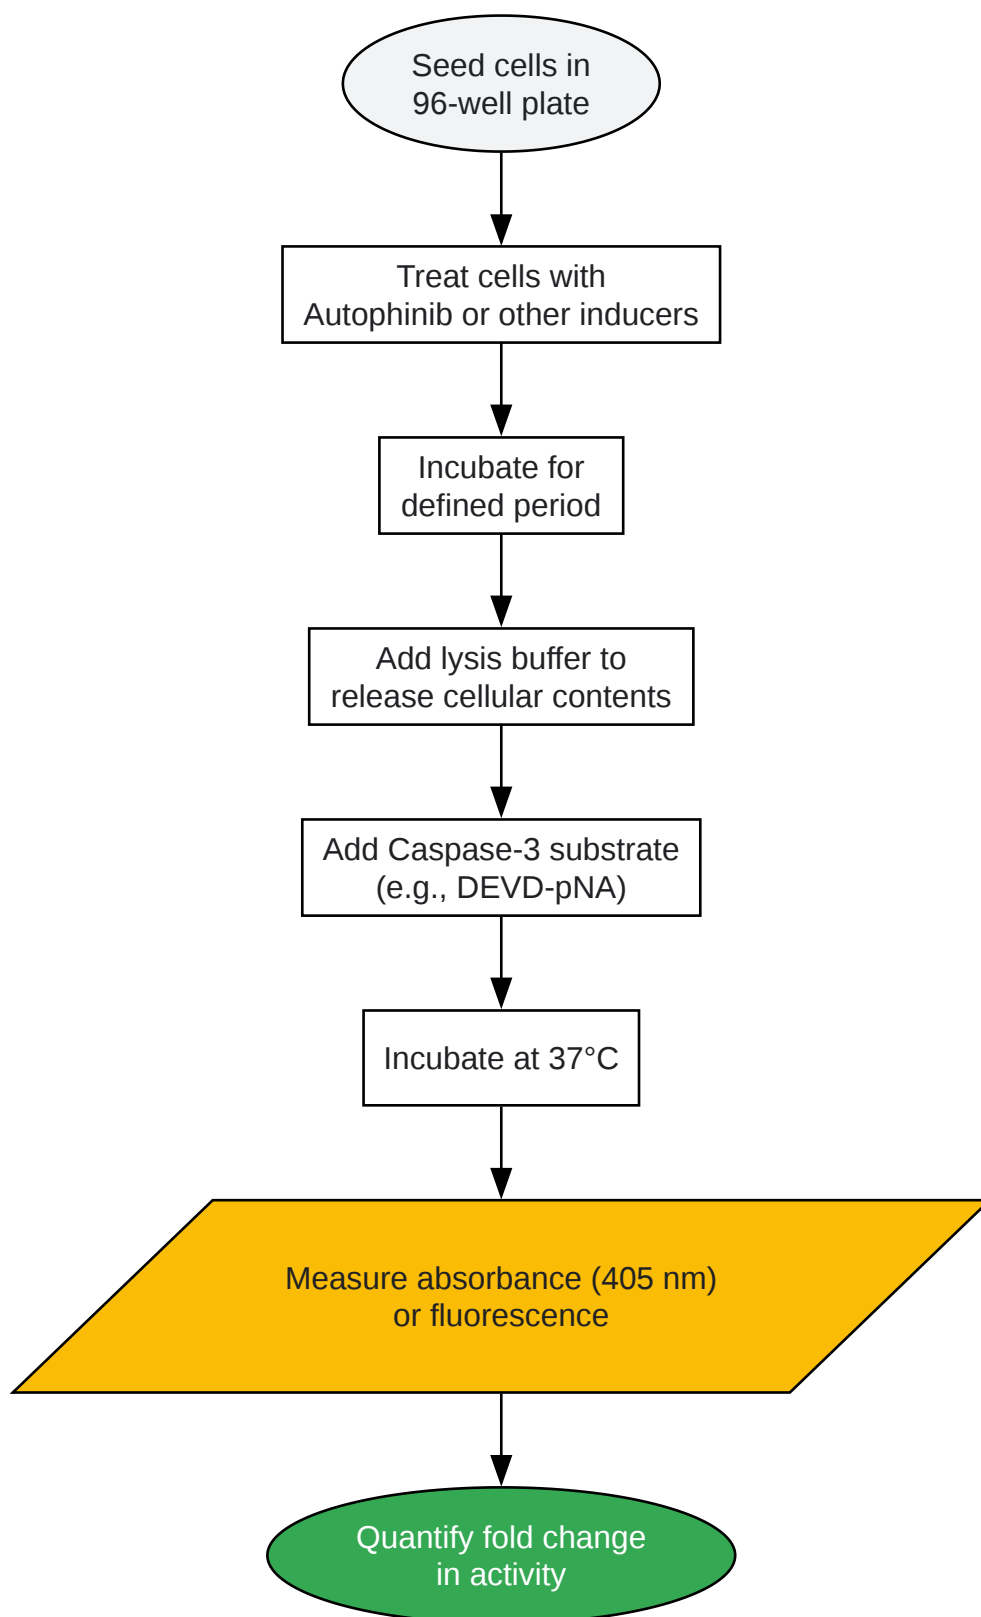 Seed cells in
96-well plate
Treat cells with
Autophinib or other inducers
Incubate for
defined period
Add lysis buffer to
release cellular contents
Add Caspase-3 substrate
(e.g., DEVD-pNA)
Incubate at 37°C
Measure absorbance (405 nm)
or fluorescence
Quantify fold change
in activity